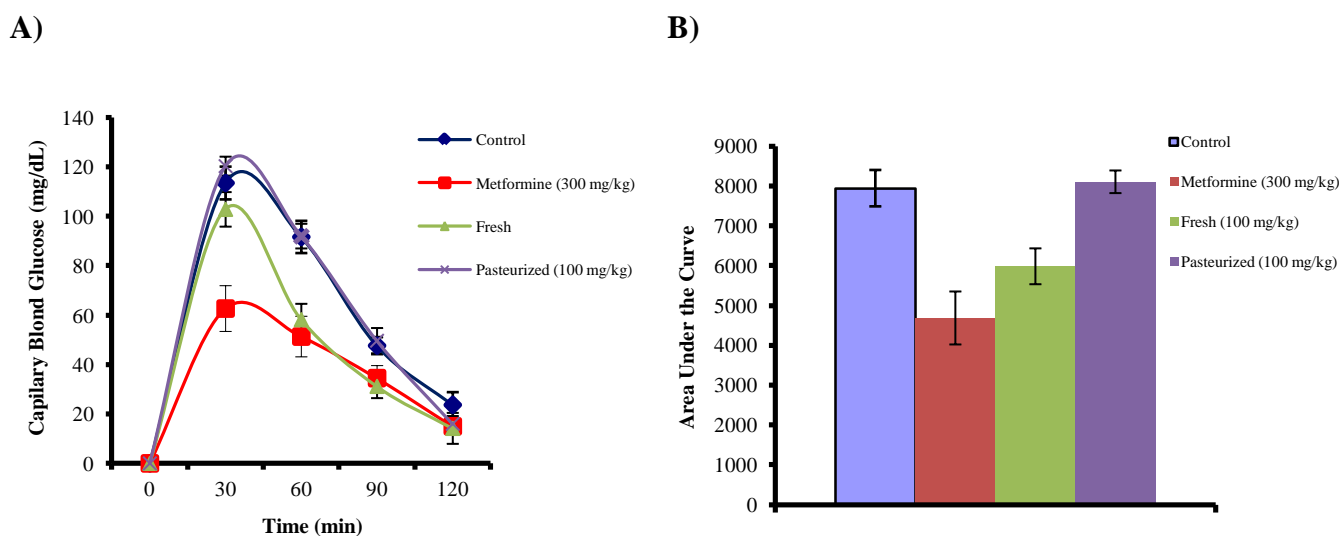 A)
B)
Capilary Blond Glucose (mg/dL)
140
120
100
80
60
40
20
0
0 30 60 90 120
Time (min)
Control
Metformine (300 mg/kg)
Fresh
Pasteurized (100 mg/kg)
Area Under the Curve
9000
8000
7000
6000
5000
4000
3000
2000
1000
0
Control
Metformine (300 mg/kg)
Fresh (100 mg/kg)
Pasteurized (100 mg/kg)